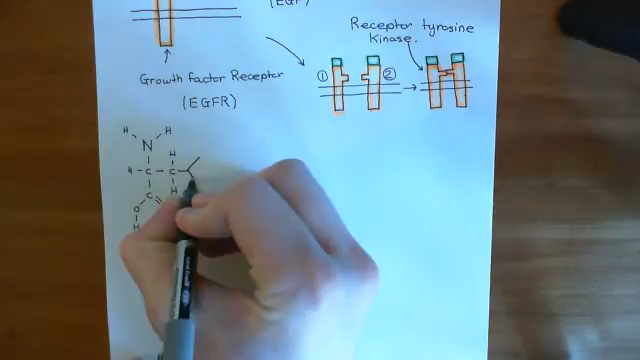 (EGF)
Receptor tyrosine
kinase.
Growth factor Receptor
(EGFR)
① ②
H H
N
H
H - C - C
H
C
O
H